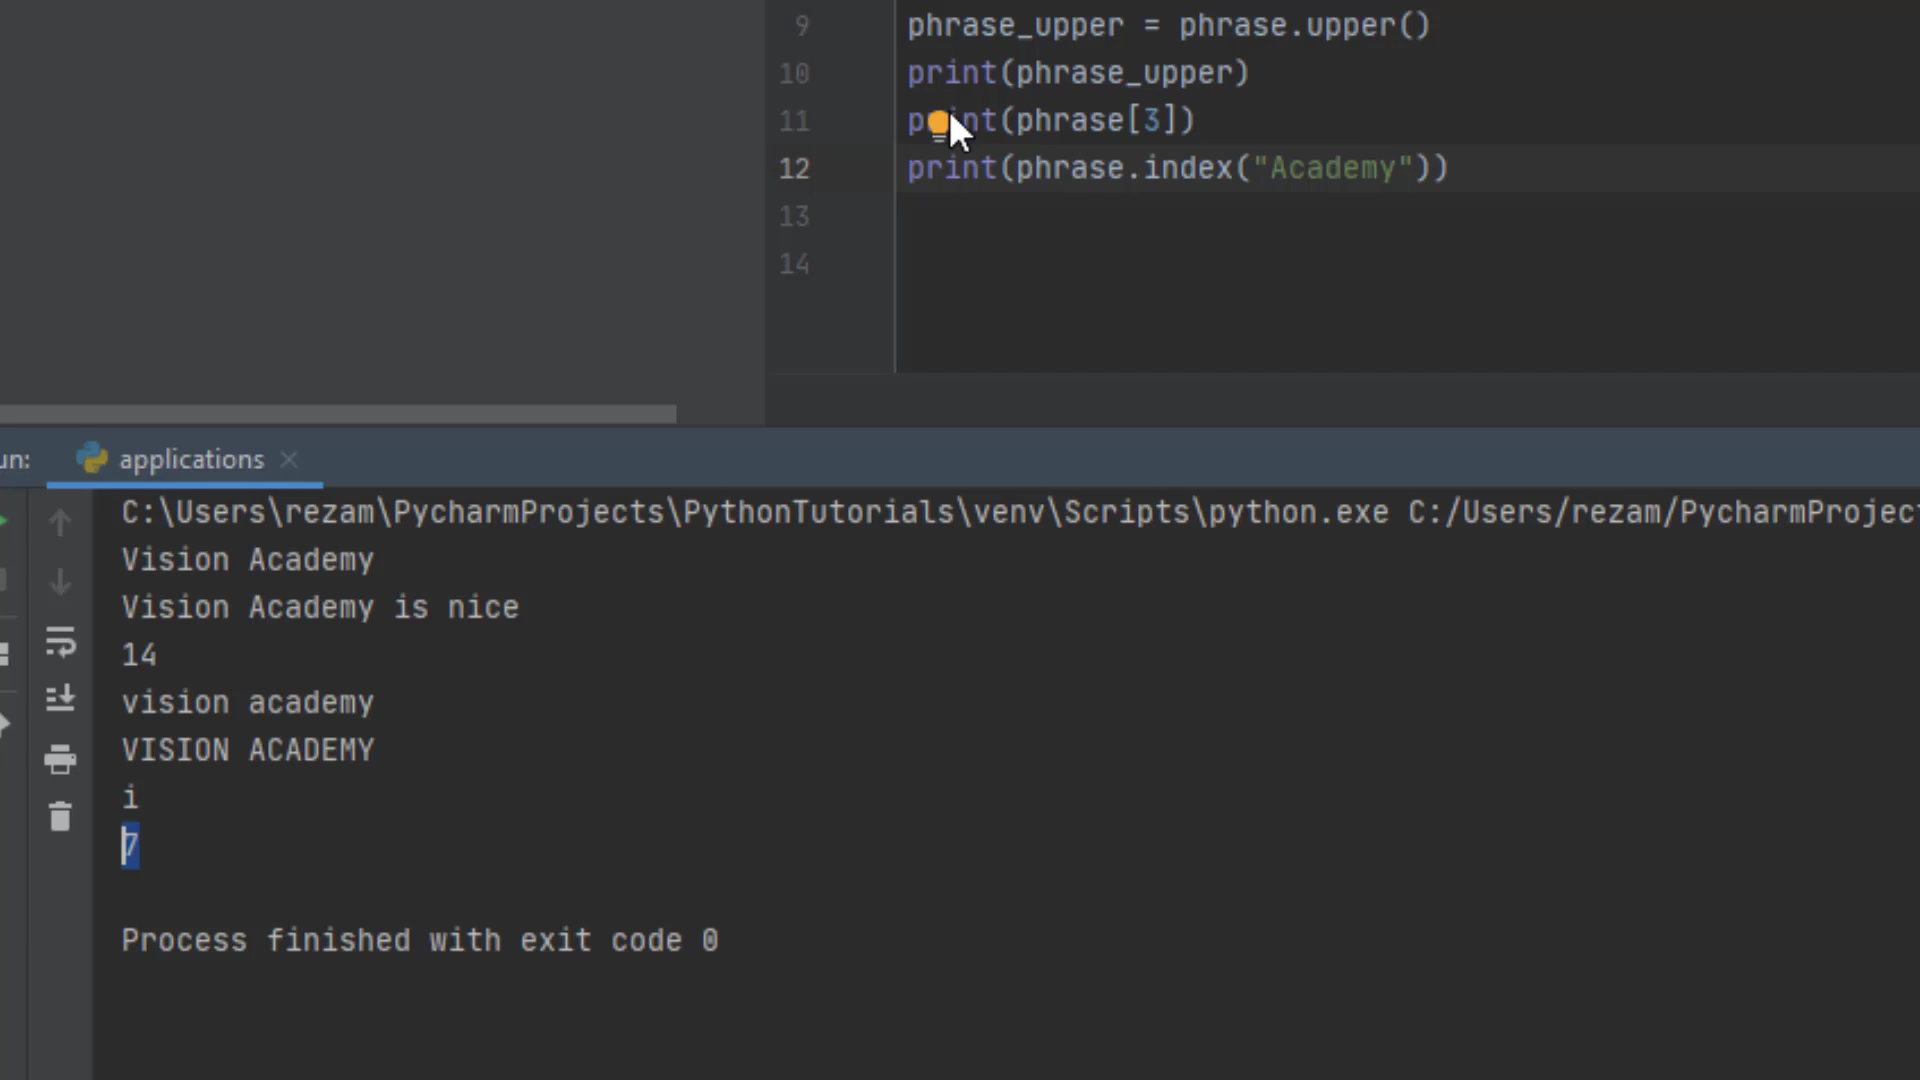 9 phrase_upper = phrase.upper()
10 print(phrase_upper)
11 print(phrase[3])
12 print(phrase.index("Academy"))
13
14
un: applications
C:\Users\rezam\PycharmProjects\PythonTutorials\venv\Scripts\python.exe C:/Users/rezam/PycharmProjec
Vision Academy
Vision Academy is nice
14
vision academy
VISION ACADEMY
i
7
Process finished with exit code 0